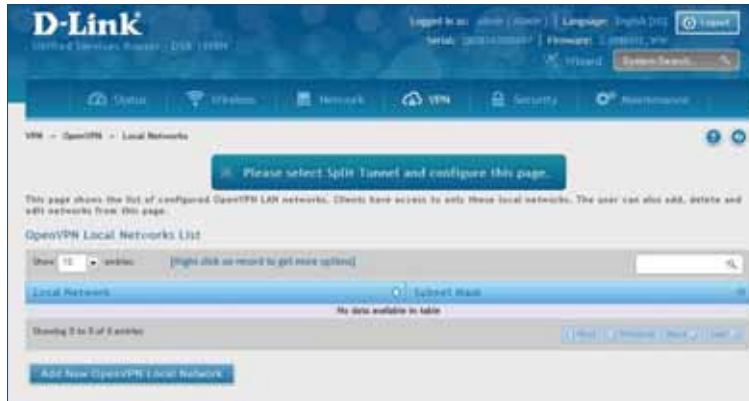 D-Link
Unified Services Router -
Logged in as: admin (ADMIN) | Language: English [US]
Logout
Serial: | Firmware:
Wizard
System Search...
Status
Wireless
Network
VPN
Security
Maintenance
VPN » OpenVPN » Local Networks
Please select Split Tunnel and configure this page.
This page shows the list of configured OpenVPN LAN networks. Clients have access to only these local networks. The user can also add, delete and
edit networks from this page.
OpenVPN Local Networks List
Show 10 entries [Right click on record to get more options]
Local Network
Subnet Mask
No data available in table
Showing 0 to 0 of 0 entries
First
Previous
Next
Last
Add New OpenVPN Local Network